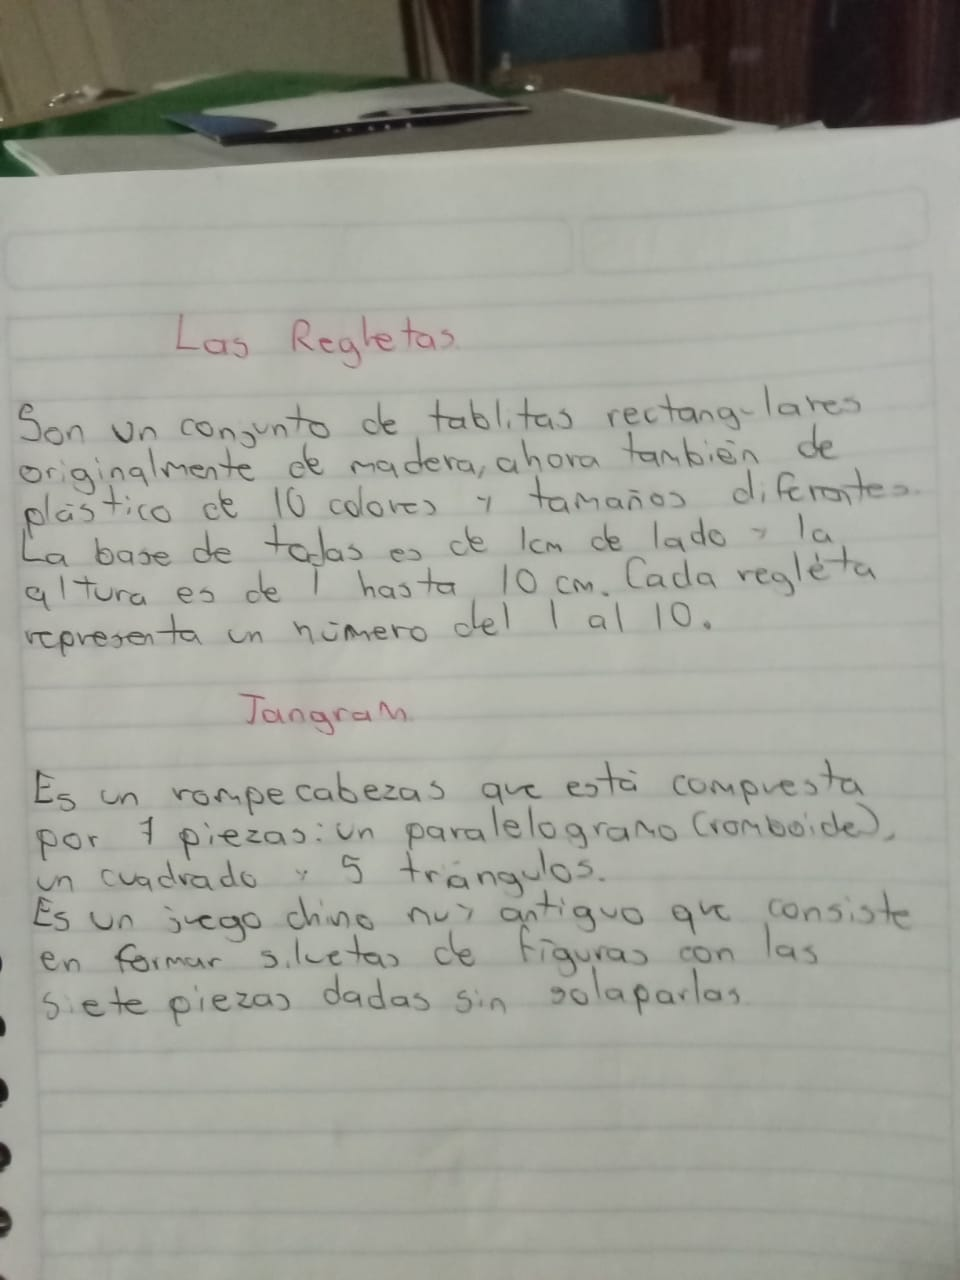 Las Regletas
Son un conjunto de tablitas rectangulares
originalmente de madera, ahora también de
plástico de 10 colores y tamaños diferentes.
La base de todas es de 1cm de lado y la
altura es de 1 hasta 10 cm. Cada regléta
representa un número del 1 al 10.
Tangram
Es un rompecabezas que está compuesta
por 7 piezas: un paralelogramo (romboide),
un cuadrado y 5 trángulos.
Es un juego chino muy antiguo que consiste
en formar siluetas de figuras con las
siete piezas dadas sin solaparlas